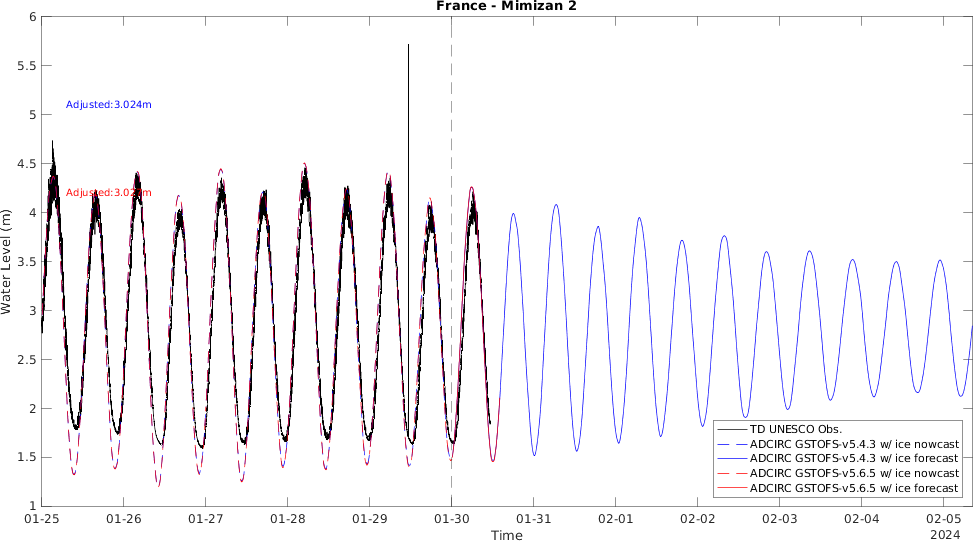 France - Mimizan 2
6
5.5
5
4.5
4
3.5
3
2.5
2
1.5
1
Water Level (m)
Adjusted:3.024m
TD UNESCO Obs.
ADCIRC GSTOFS-v5.4.3 w/ ice nowcast
ADCIRC GSTOFS-v5.4.3 w/ ice forecast
ADCIRC GSTOFS-v5.6.5 w/ ice nowcast
ADCIRC GSTOFS-v5.6.5 w/ ice forecast
01-25 01-26 01-27 01-28 01-29 01-30 01-31 02-01 02-02 02-03 02-04 02-05
2024
Time